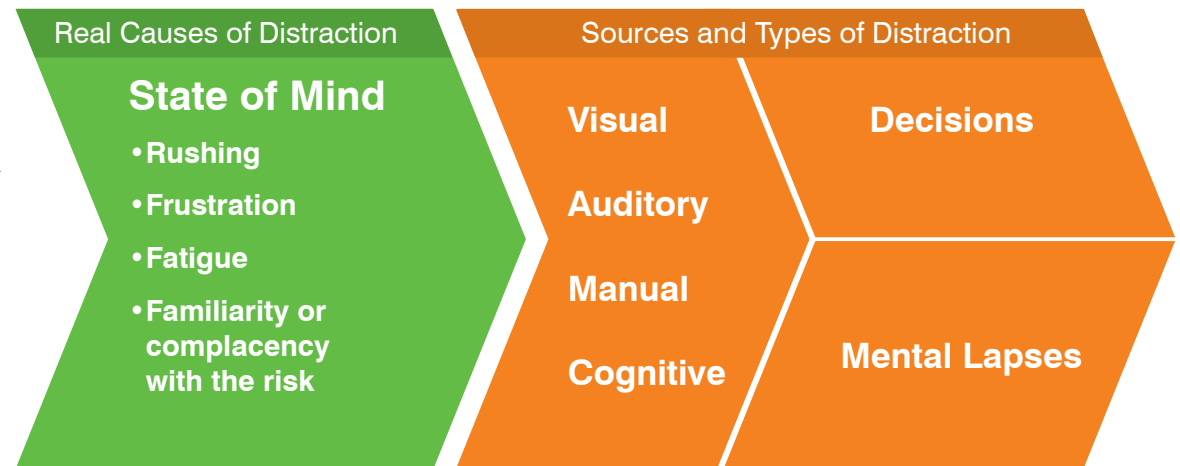 Real Causes of Distraction
State of Mind
•Rushing
•Frustration
•Fatigue
•Familiarity or
complacency
with the risk
Sources and Types of Distraction
Visual
Auditory
Manual
Cognitive
Decisions
Mental Lapses